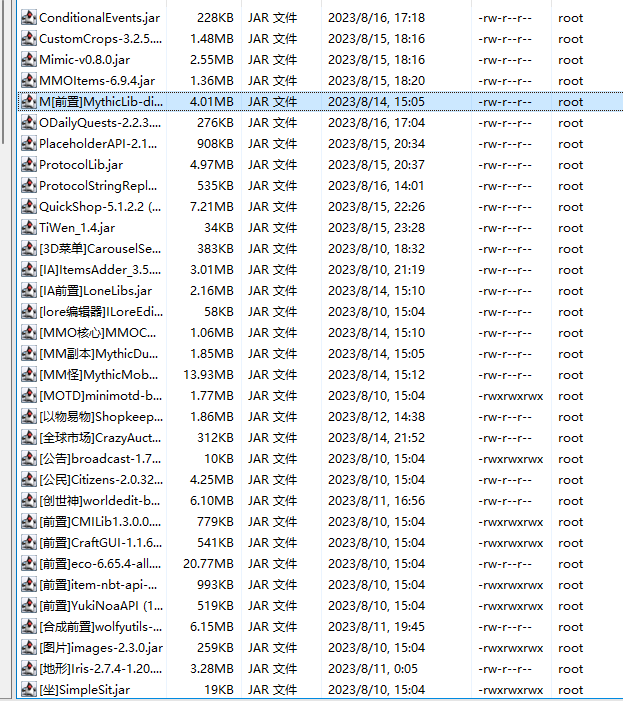 ConditionalEvents.jar 228KB JAR 文件 2023/8/16, 17:18 -rw-r--r-- root
CustomCrops-3.2.5.... 1.48MB JAR 文件 2023/8/15, 18:16 -rw-r--r-- root
Mimic-v0.8.0.jar 2.55MB JAR 文件 2023/8/15, 18:16 -rw-r--r-- root
MMOItems-6.9.4.jar 1.36MB JAR 文件 2023/8/15, 18:20 -rw-r--r-- root
M[前置]MythicLib-di... 4.01MB JAR 文件 2023/8/14, 15:05 -rw-r--r-- root
ODailyQuests-2.2.3.... 276KB JAR 文件 2023/8/16, 17:04 -rw-r--r-- root
PlaceholderAPI-2.1... 908KB JAR 文件 2023/8/15, 20:34 -rw-r--r-- root
ProtocolLib.jar 4.97MB JAR 文件 2023/8/15, 20:37 -rw-r--r-- root
ProtocolStringRepl... 535KB JAR 文件 2023/8/16, 14:01 -rw-r--r-- root
QuickShop-5.1.2.2 (... 7.21MB JAR 文件 2023/8/15, 22:26 -rw-r--r-- root
TiWen_1.4.jar 34KB JAR 文件 2023/8/15, 23:28 -rw-r--r-- root
[3D菜单]CarouselSe... 383KB JAR 文件 2023/8/10, 18:32 -rw-r--r-- root
[IA]ItemsAdder_3.5.... 3.01MB JAR 文件 2023/8/10, 21:19 -rw-r--r-- root
[IA前置]LoneLibs.jar 2.16MB JAR 文件 2023/8/14, 15:10 -rw-r--r-- root
[lore编辑器]ILoreEdi... 58KB JAR 文件 2023/8/10, 15:04 -rw-r--r-- root
[MMO核心]MMOC... 1.06MB JAR 文件 2023/8/14, 15:10 -rw-r--r-- root
[MM副本]MythicDu... 1.85MB JAR 文件 2023/8/14, 15:05 -rw-r--r-- root
[MM怪]MythicMob... 13.93MB JAR 文件 2023/8/14, 15:12 -rw-r--r-- root
[MOTD]minimotd-b... 1.77MB JAR 文件 2023/8/10, 15:04 -rwxrwxrwx root
[以物易物]Shopkeep... 1.86MB JAR 文件 2023/8/12, 14:38 -rw-r--r-- root
[全球市场]CrazyAuct... 312KB JAR 文件 2023/8/14, 21:52 -rw-r--r-- root
[公告]broadcast-1.7... 10KB JAR 文件 2023/8/10, 15:04 -rwxrwxrwx root
[公民]Citizens-2.0.32... 4.25MB JAR 文件 2023/8/10, 15:04 -rw-r--r-- root
[创世神]worldedit-b... 6.10MB JAR 文件 2023/8/11, 16:56 -rw-r--r-- root
[前置]CMILib1.3.0.0.... 779KB JAR 文件 2023/8/10, 15:04 -rwxrwxrwx root
[前置]CraftGUI-1.1.6... 541KB JAR 文件 2023/8/10, 15:04 -rwxrwxrwx root
[前置]eco-6.65.4-all.... 20.77MB JAR 文件 2023/8/10, 15:04 -rw-r--r-- root
[前置]item-nbt-api-... 993KB JAR 文件 2023/8/10, 15:04 -rwxrwxrwx root
[前置]YukiNoaAPI (1... 519KB JAR 文件 2023/8/10, 15:04 -rwxrwxrwx root
[合成前置]wolfyutils-... 6.15MB JAR 文件 2023/8/11, 19:45 -rw-r--r-- root
[图片]images-2.3.0.jar 259KB JAR 文件 2023/8/10, 15:04 -rwxrwxrwx root
[地形]Iris-2.7.4-1.20.... 3.28MB JAR 文件 2023/8/11, 0:05 -rw-r--r-- root
[坐]SimpleSit.jar 19KB JAR 文件 2023/8/10, 15:04 -rwxrwxrwx root